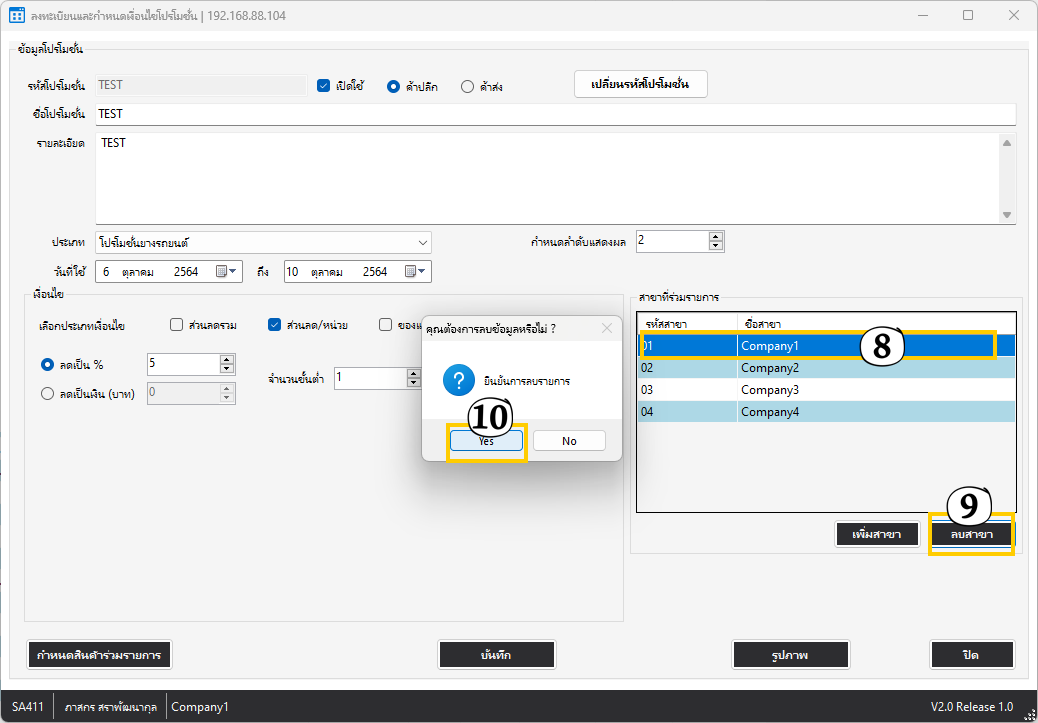 ลงทะเบียนและกำหนดเงื่อนไขโปรโมชั่น | 192.168.88.104
ข้อมูลโปรโมชั่น
รหัสโปรโมชั่น TEST เปิดใช้ ค้าปลีก ค้าส่ง เปลี่ยนรหัสโปรโมชั่น
ชื่อโปรโมชั่น TEST
รายละเอียด TEST
ประเภท โปรโมชั่นยางรถยนต์ กำหนดลำดับแสดงผล 2
วันที่ใช้ 6 ตุลาคม 2564 ถึง 10 ตุลาคม 2564
เงื่อนไข
เลือกประเภทเงื่อนไข ส่วนลดรวม ส่วนลด/หน่วย
ลดเป็น % 5
จำนวนขั้นต่ำ 1
ลดเป็นเงิน (บาท) 0
คุณต้องการลบข้อมูลหรือไม่ ?
ยืนยันการลบรายการ
10
Yes No
สาขาที่ร่วมรายการ
รหัสสาขา ชื่อสาขา
01 Company1 8
02 Company2
03 Company3
04 Company4
9
เพิ่มสาขา ลบสาขา
กำหนดสินค้าร่วมรายการ บันทึก รูปภาพ ปิด
SA411 ภาสกร สราพัฒนากุล Company1 V2.0 Release 1.0